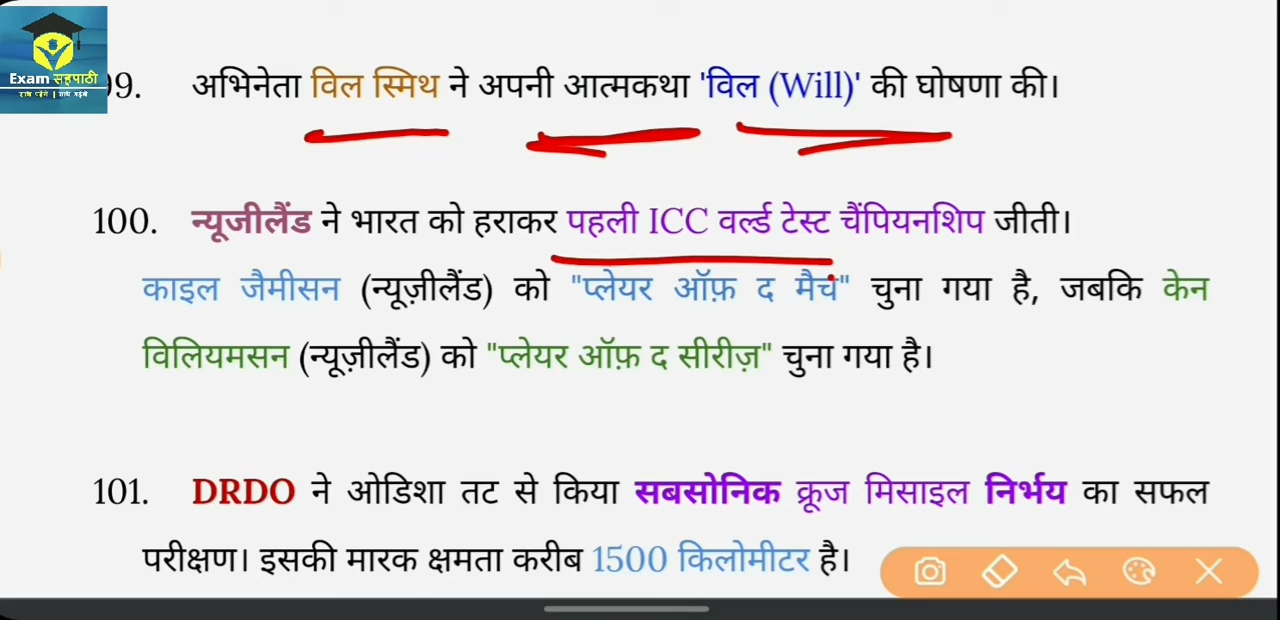 Exam सहपाठी
साथ पढ़ेंगे | साथ बढ़ेंगे
99. अभिनेता विल स्मिथ ने अपनी आत्मकथा 'विल (Will)' की घोषणा की।
100. न्यूजीलैंड ने भारत को हराकर पहली ICC वर्ल्ड टेस्ट चैंपियनशिप जीती।
काइल जैमीसन (न्यूज़ीलैंड) को "प्लेयर ऑफ़ द मैच" चुना गया है, जबकि केन
विलियमसन (न्यूज़ीलैंड) को "प्लेयर ऑफ़ द सीरीज़" चुना गया है।
101. DRDO ने ओडिशा तट से किया सबसोनिक क्रूज मिसाइल निर्भय का सफल
परीक्षण। इसकी मारक क्षमता करीब 1500 किलोमीटर है।